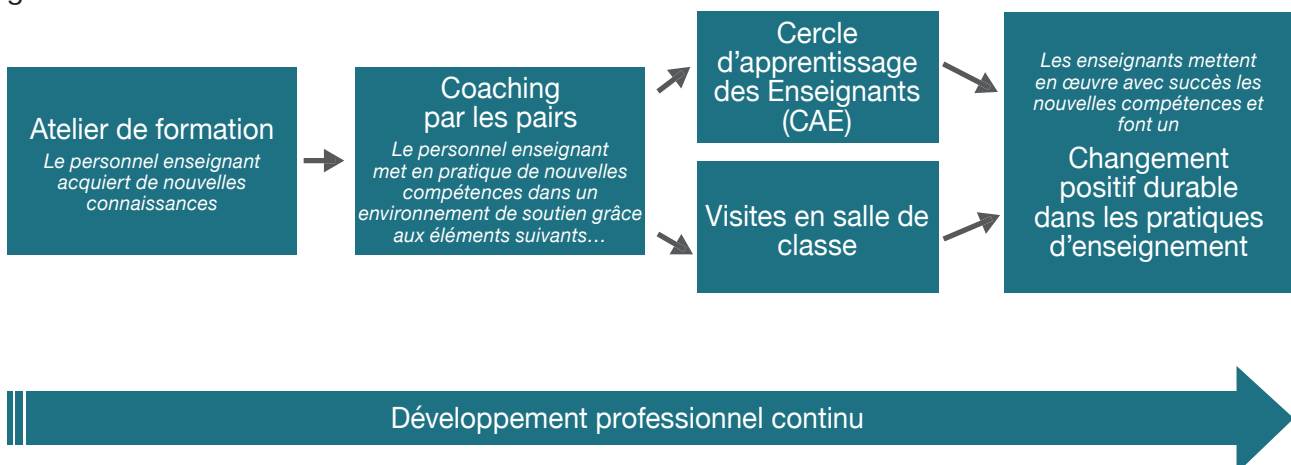 g
Atelier de formation
Le personnel enseignant
acquiert de nouvelles
connaissances
Coaching
par les pairs
Le personnel enseignant
met en pratique de nouvelles
compétences dans un
environnement de soutien grâce
aux éléments suivants…
Cercle
d’apprentissage
des Enseignants
(CAE)
Visites en salle de
classe
Les enseignants mettent
en œuvre avec succès les
nouvelles compétences et
font un
Changement
positif durable
dans les pratiques
d’enseignement
Développement professionnel continu